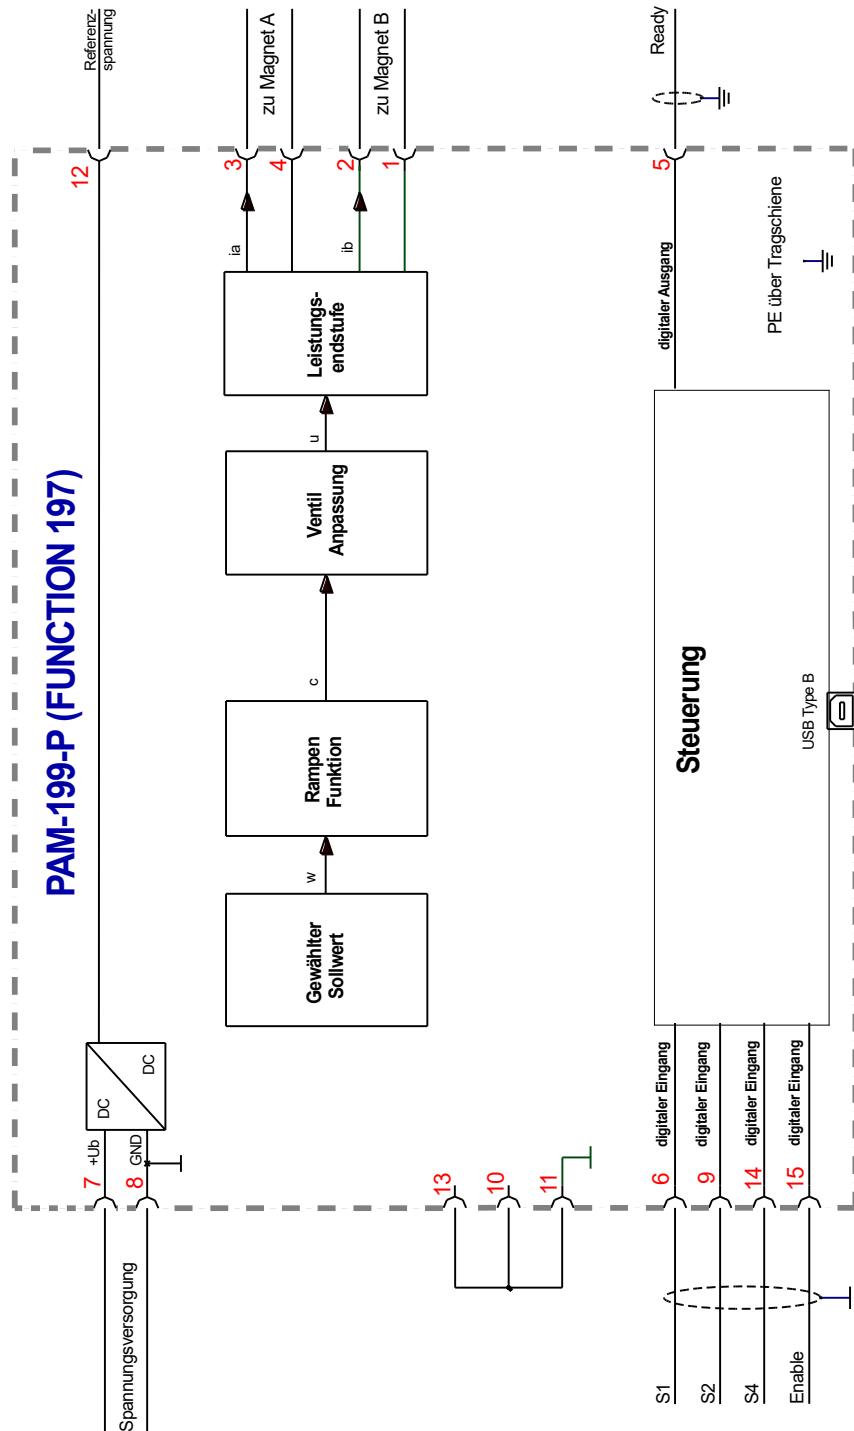 PAM-199-P (FUNCTION 197)
Spannungsversorgung
7
+Ub
8
GND
DC
DC
12
Referenz-
spannung
Gewählter
Sollwert
w
Rampen
Funktion
c
Ventil
Anpassung
u
Leistungs-
endstufe
ia
3
4
zu Magnet A
ib
2
1
zu Magnet B
13
10
11
S1
6
digitaler Eingang
S2
9
digitaler Eingang
S4
14
digitaler Eingang
Enable
15
digitaler Eingang
Steuerung
USB Type B
digitaler Ausgang
5
Ready
PE über Tragschiene